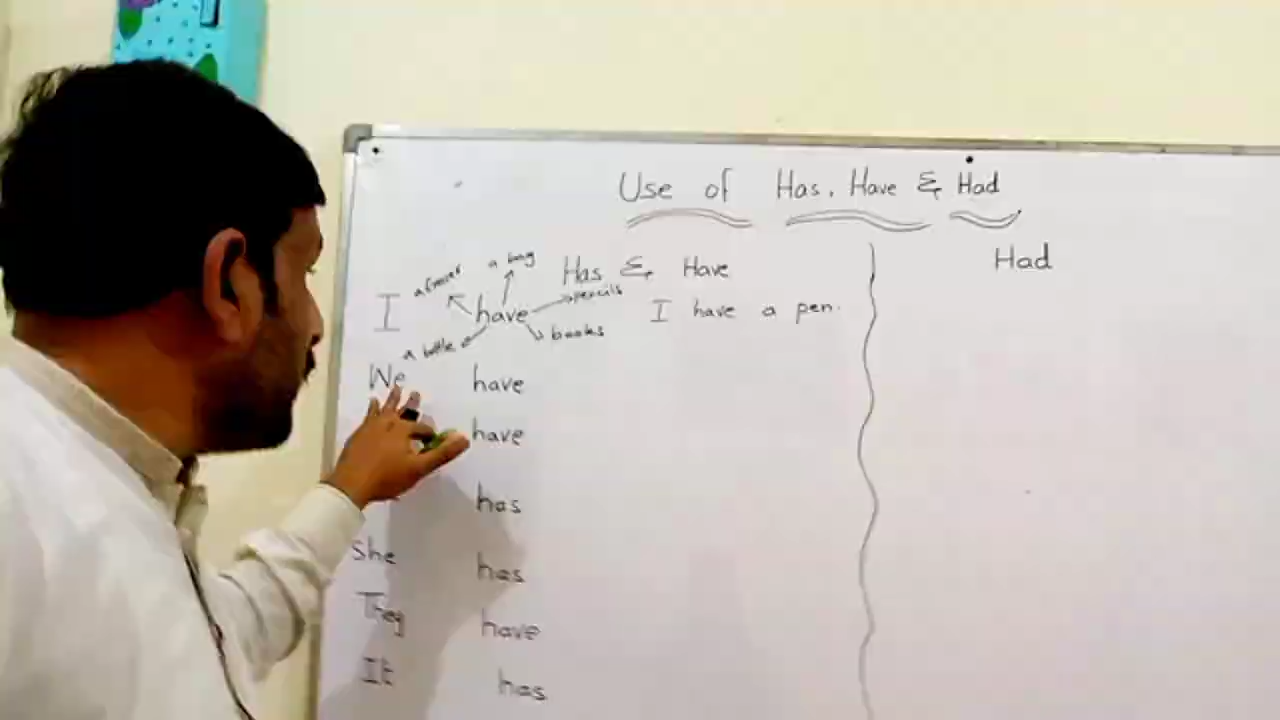 Use of Has, Have & Had
Has & Have
Had
a bag
pencils
I have
I have a pen.
books
a bottle
We have
have
has
She has
They have
It has